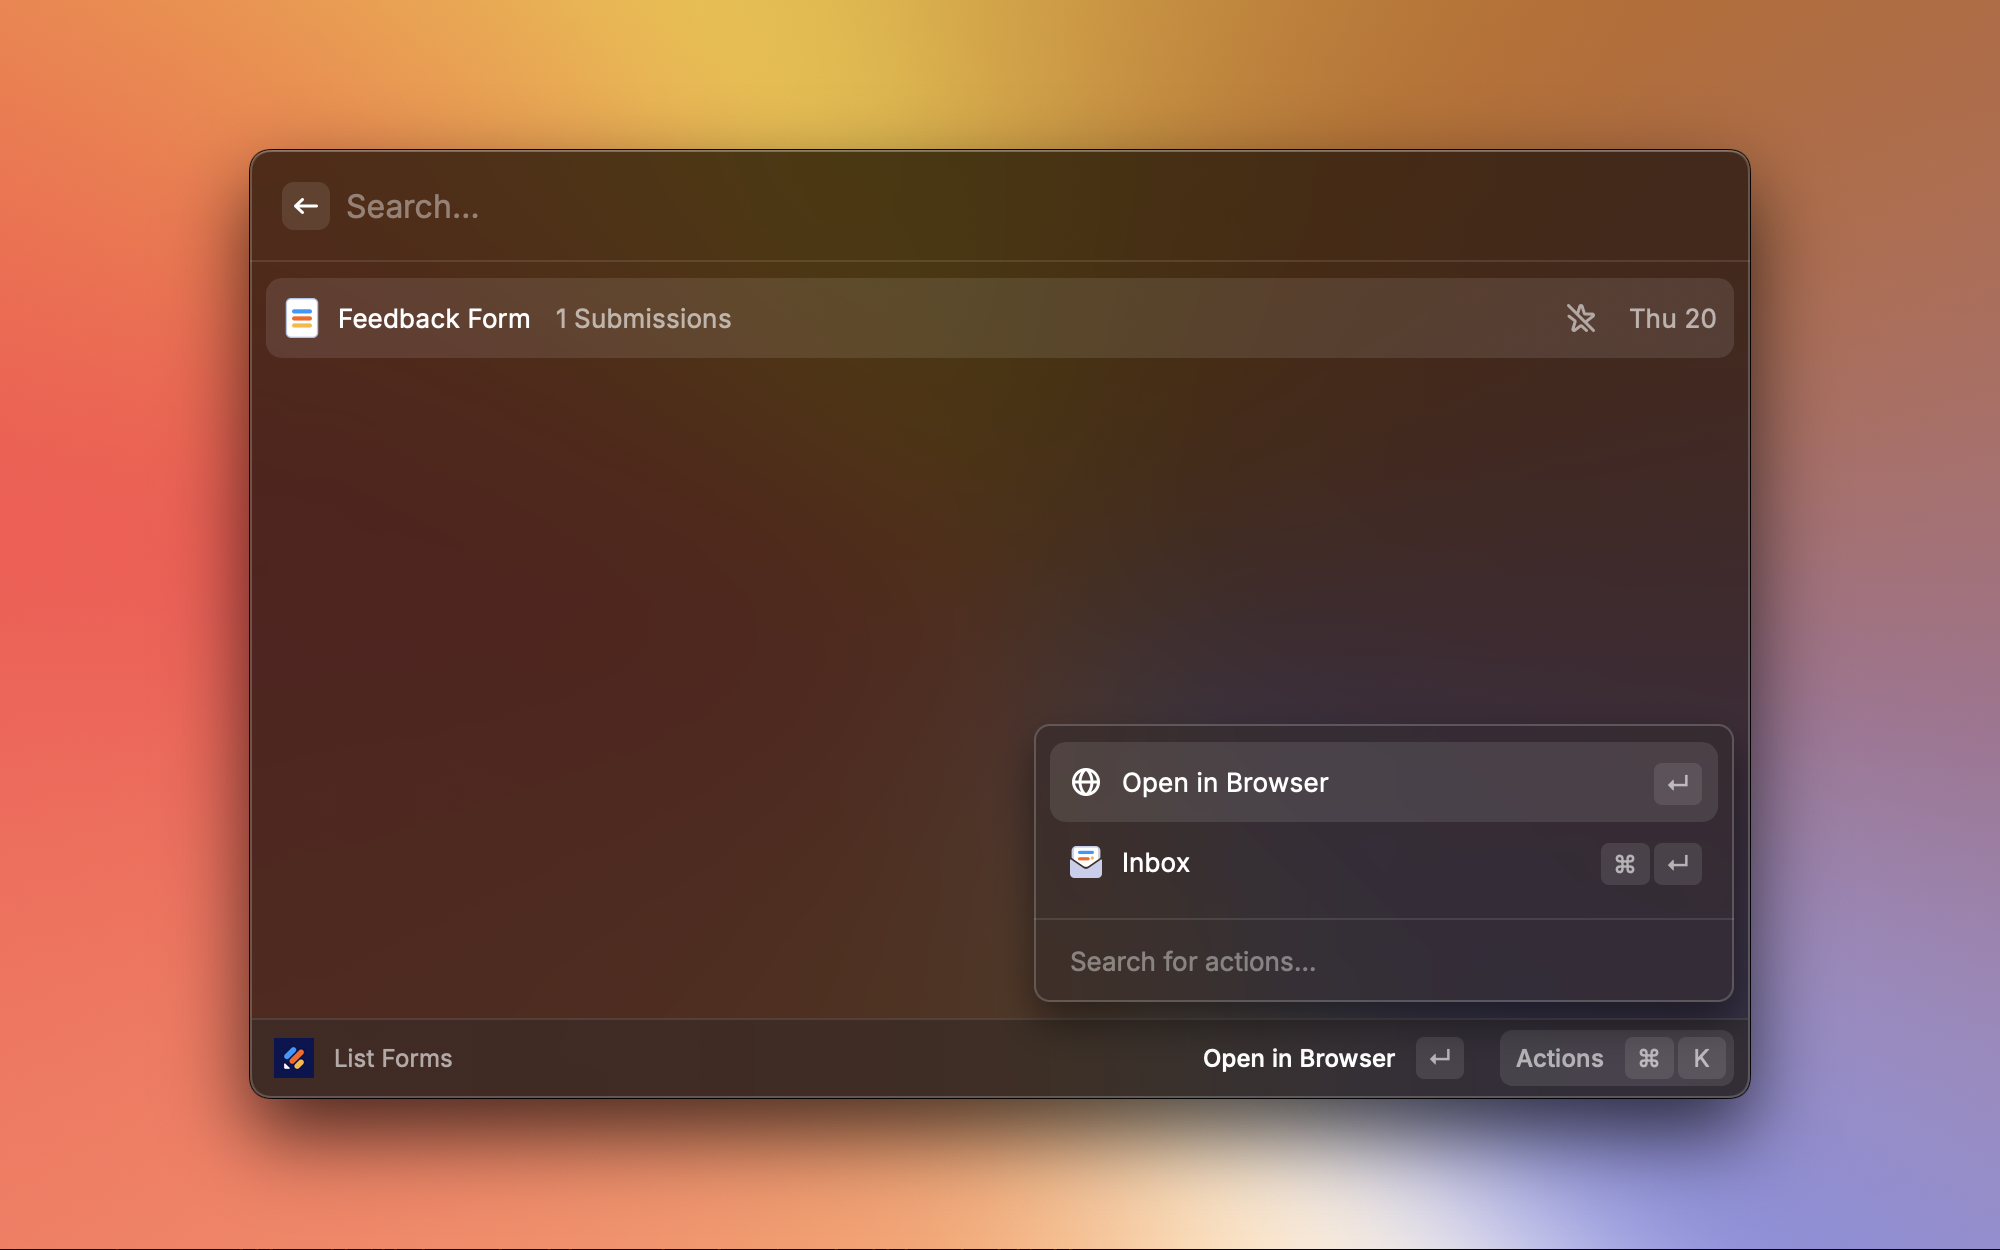 Search...
Feedback Form 1 Submissions Thu 20
Open in Browser ↵
Inbox ⌘ ↵
Search for actions...
List Forms Open in Browser ↵ Actions ⌘ K